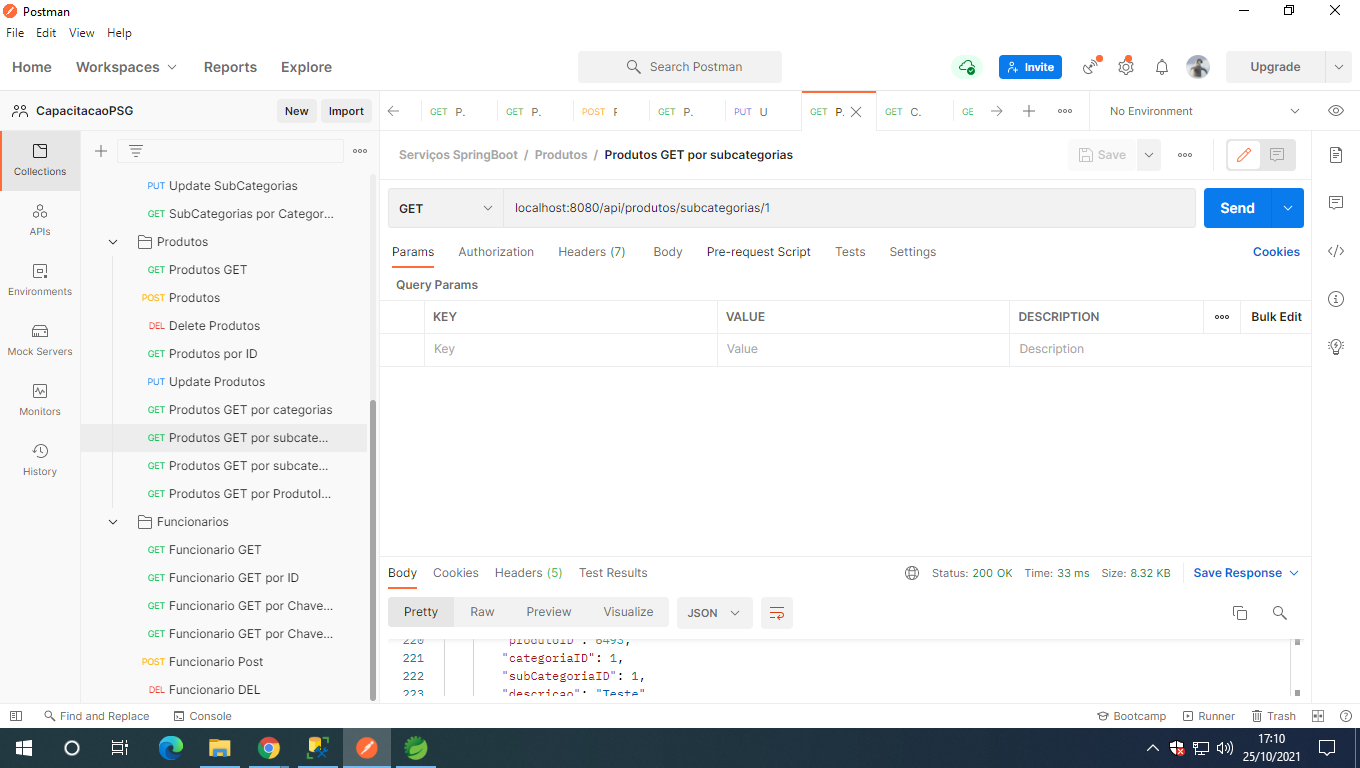 Postman
File Edit View Help
Home Workspaces Reports Explore Search Postman Invite Upgrade
CapacitacaoPSG New Import GET P. GET P. POST GET P. PUT U GET P. GET C. GE No Environment
Serviços SpringBoot / Produtos / Produtos GET por subcategorias Save
Collections
APIs
Environments
Mock Servers
Monitors
History
PUT Update SubCategorias
GET SubCategorias por Categor...
Produtos
GET Produtos GET
POST Produtos
DEL Delete Produtos
GET Produtos por ID
PUT Update Produtos
GET Produtos GET por categorias
GET Produtos GET por subcate...
GET Produtos GET por subcate...
GET Produtos GET por ProdutoI...
Funcionarios
GET Funcionario GET
GET Funcionario GET por ID
GET Funcionario GET por Chave...
GET Funcionario GET por Chave...
POST Funcionario Post
DEL Funcionario DEL
GET localhost:8080/api/produtos/subcategorias/1 Send
Params Authorization Headers (7) Body Pre-request Script Tests Settings Cookies
Query Params
KEY VALUE DESCRIPTION Bulk Edit
Key Value Description
Body Cookies Headers (5) Test Results Status: 200 OK Time: 33 ms Size: 8.32 KB Save Response
Pretty Raw Preview Visualize JSON
220 "produtoID": 6493,
221 "categoriaID": 1,
222 "subCategoriaID": 1,
223 "descricao": "Teste"
Find and Replace Console Bootcamp Runner Trash
17:10
25/10/2021